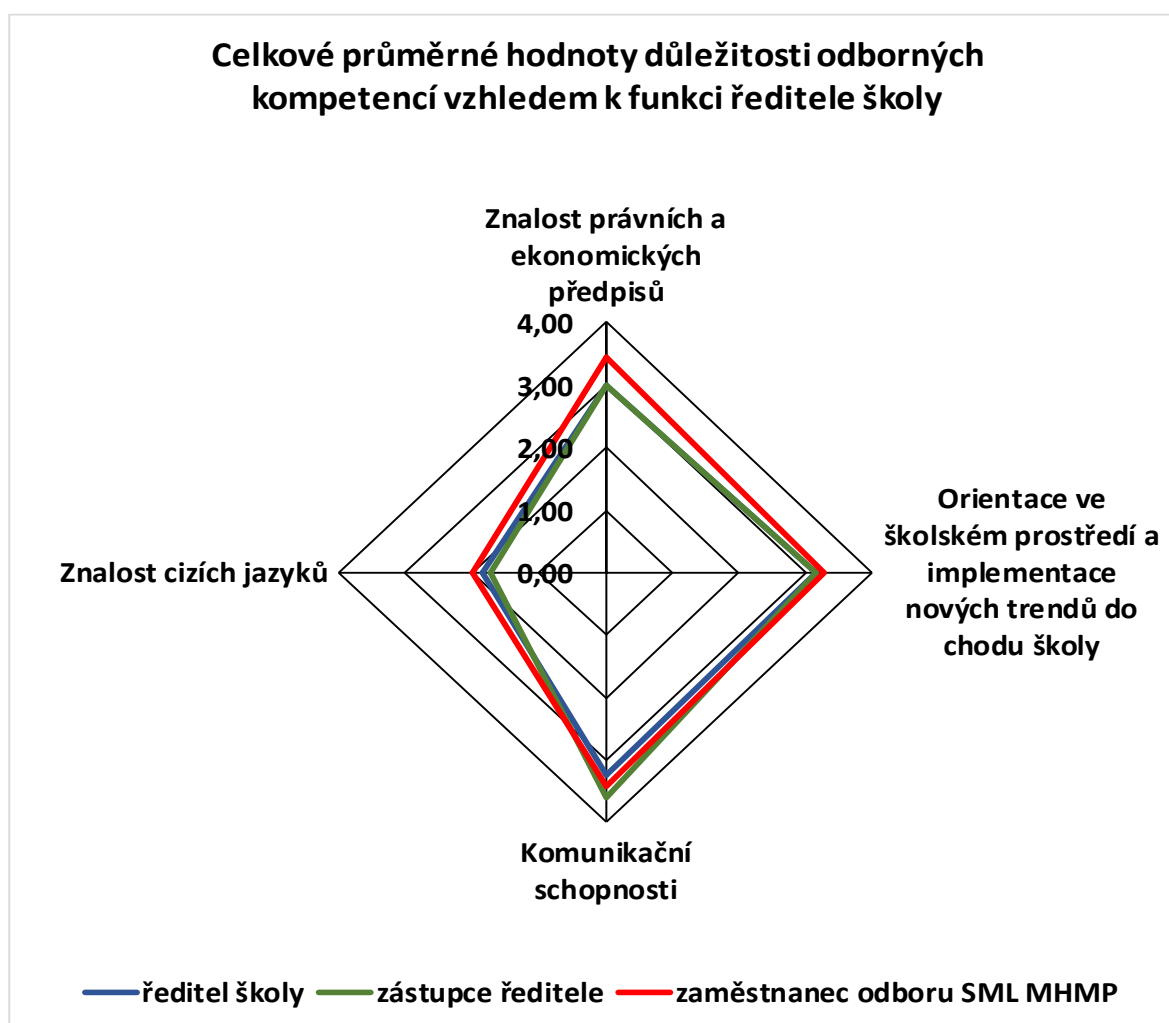 Celkové průměrné hodnoty důležitosti odborných
kompetencí vzhledem k funkci ředitele školy
Znalost právních a
ekonomických
předpisů
4,00
3,00
2,00
1,00
0,00
Orientace ve
školském prostředí a
implementace
nových trendů do
chodu školy
Znalost cizích jazyků
Komunikační
schopnosti
ředitel školy zástupce ředitele zaměstnanec odboru SML MHMP